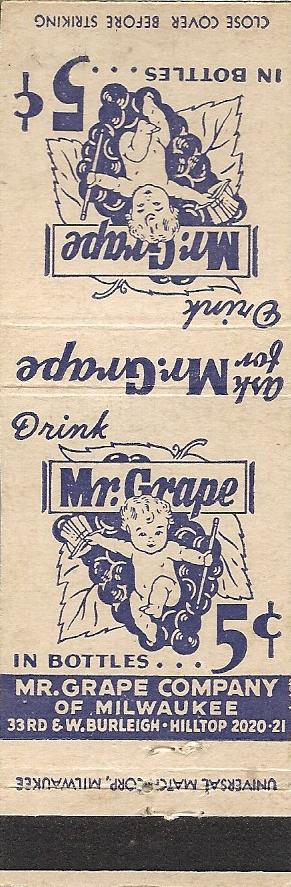 CLOSE COVER BEFORE STRIKING
IN BOTTLES....5¢
Mr. Grape
Drink
ask for Mr. Grape
Drink
Mr. Grape
IN BOTTLES... 5¢
MR. GRAPE COMPANY
OF MILWAUKEE
33RD & W. BURLEIGH · HILLTOP 2020-21
UNIVERSAL MATCH CORP., MILWAUKEE